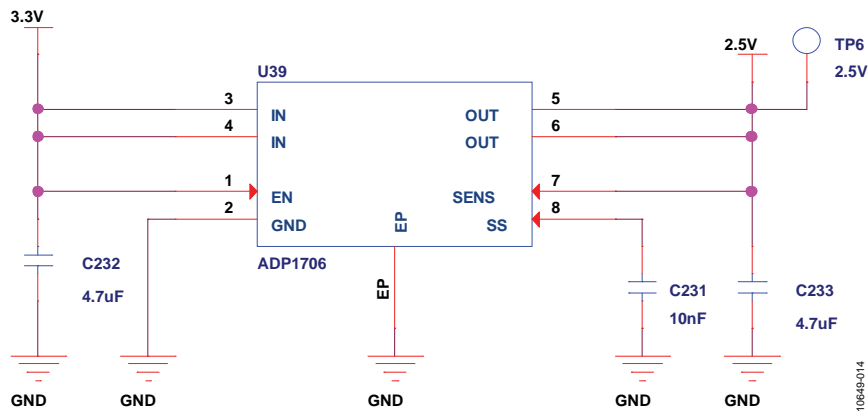 3.3V
2.5V
TP6
2.5V
U39
3
IN
OUT
5
4
IN
OUT
6
1
EN
SENS
7
2
GND
EP
SS
8
ADP1706
C232
4.7uF
EP
C231
10nF
C233
4.7uF
GND
GND
GND
GND
GND
10649-014